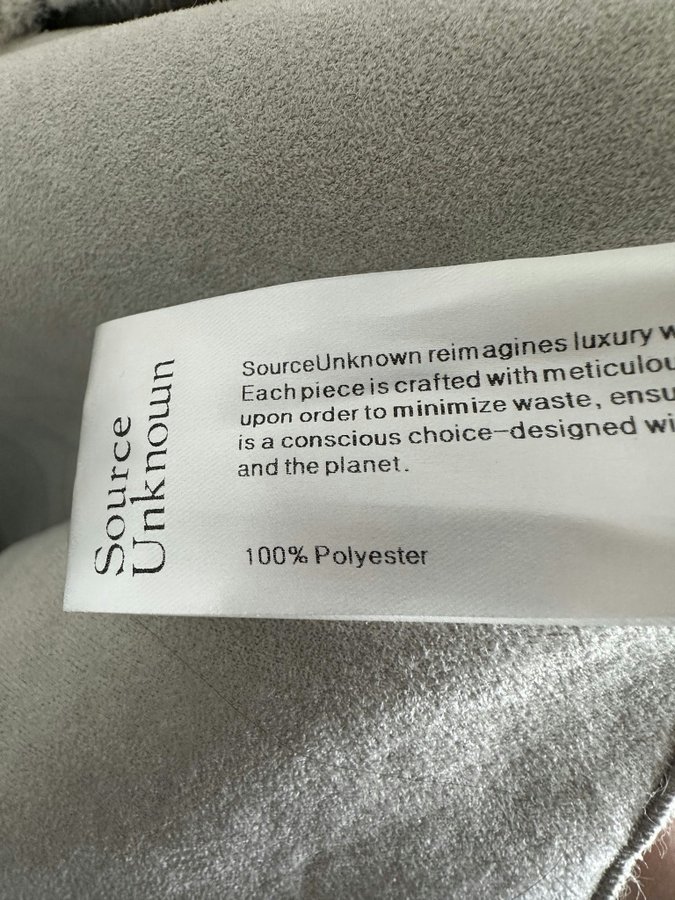 Source
Unknown
SourceUnknown reimagines luxury
Each piece is crafted with
upon order to minimize waste,
is a conscious choice–designed
and the planet.
100% Polyester